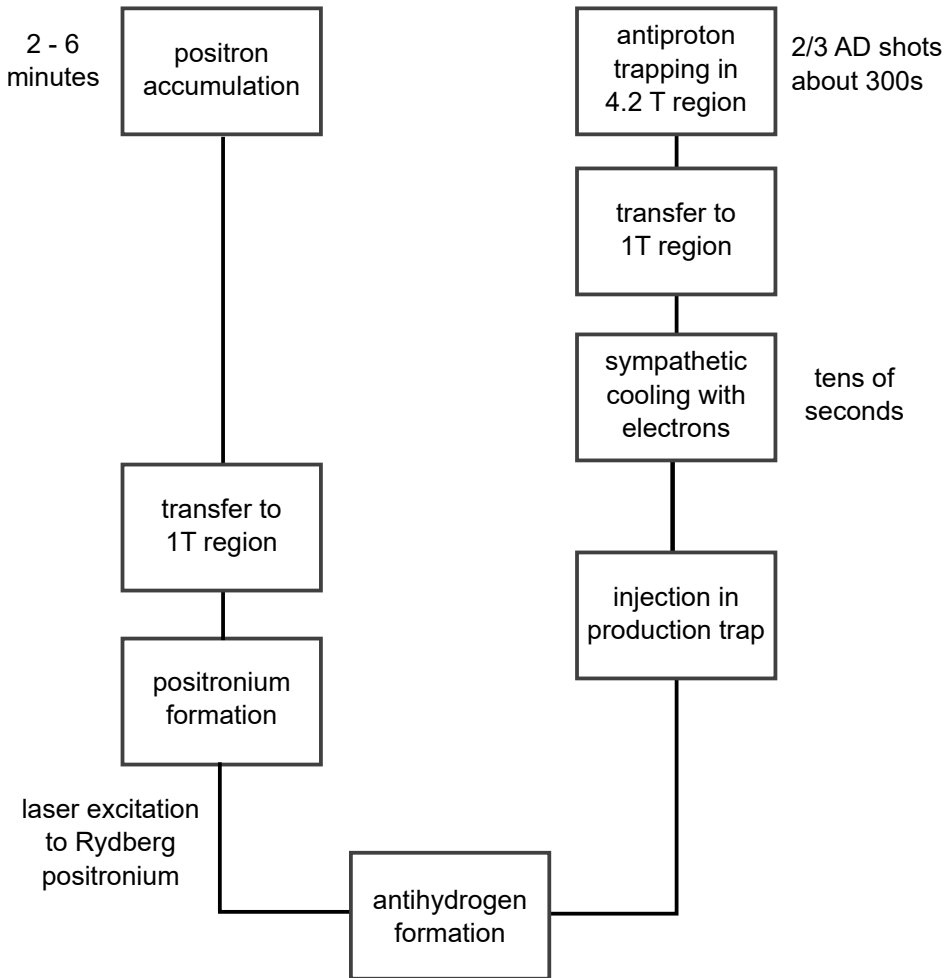 2 - 6
minutes
positron
accumulation
antiproton
trapping in
4.2 T region
2/3 AD shots
about 300s
transfer to
1T region
sympathetic
cooling with
electrons
tens of
seconds
transfer to
1T region
injection in
production trap
positronium
formation
laser excitation
to Rydberg
positronium
antihydrogen
formation